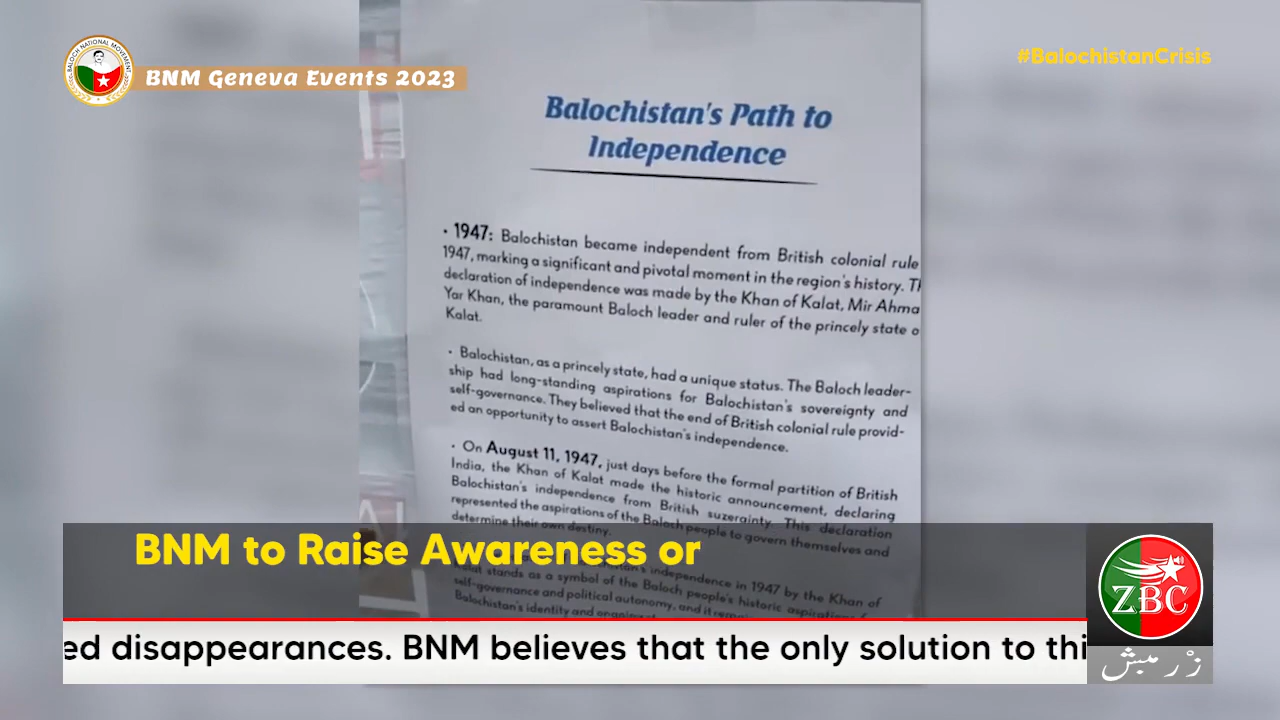 BALOCH NATIONAL MOVEMENT
BNM Geneva Events 2023
#BalochistanCrisis
Balochistan's Path to
Independence
• 1947: Balochistan became independent from British colonial rule
1947, marking a significant and pivotal moment in the region's history. Th
declaration of independence was made by the Khan of Kalat, Mir Ahma
Yar Khan, the paramount Baloch leader and ruler of the princely state o
Kalat.
• Balochistan, as a princely state, had a unique status. The Baloch leader-
ship had long-standing aspirations for Balochistan's sovereignty and
self-governance. They believed that the end of British colonial rule provid-
ed an opportunity to assert Balochistan's independence.
• On August 11, 1947, just days before the formal partition of British
India, the Khan of Kalat made the historic announcement, declaring
Balochistan's independence from British suzerainty. This declaration
represented the aspirations of the Baloch people to govern themselves and
determine their own destiny.
independence in 1947 by the Khan of
Kalat stands as a symbol of the Baloch people's historic aspirations
self-governance and political autonomy, and it
Balochistan's identity and
BNM to Raise Awareness or
ed disappearances. BNM believes that the only solution to thi
ZBC
زْرمبش